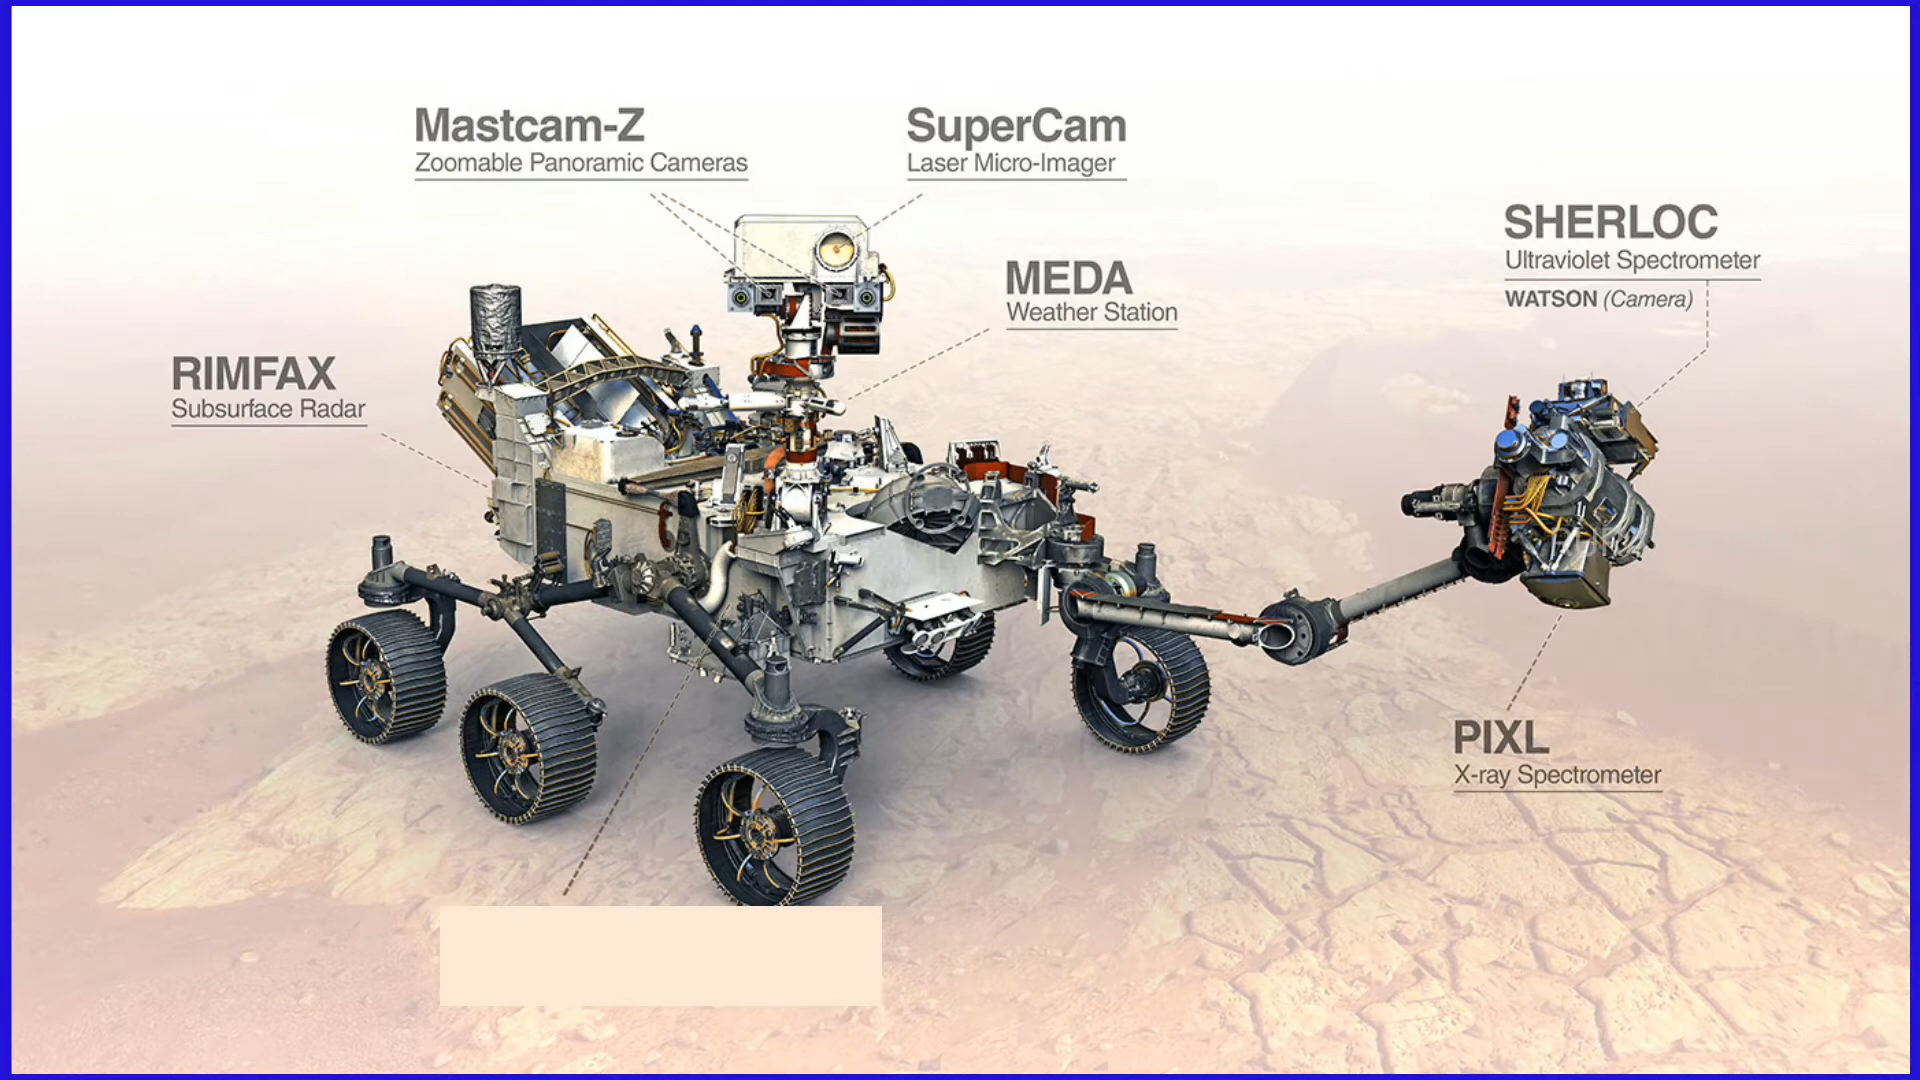 Mastcam-Z
Zoomable Panoramic Cameras
SuperCam
Laser Micro-Imager
SHERLOC
Ultraviolet Spectrometer
WATSON (Camera)
MEDA
Weather Station
RIMFAX
Subsurface Radar
PIXL
X-ray Spectrometer